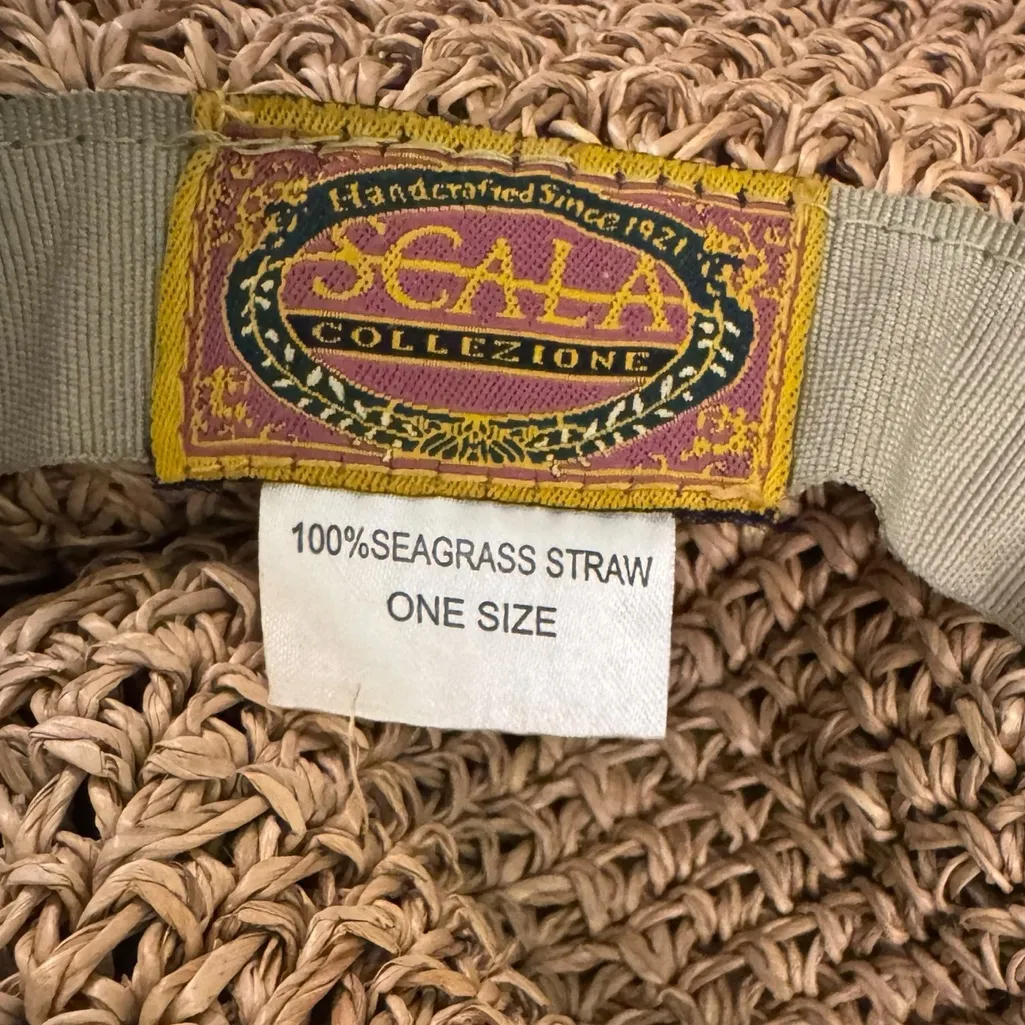 Handcrafted Since 1921
SCALA
COLLEZIONE
100%SEAGRASS STRAW
ONE SIZE